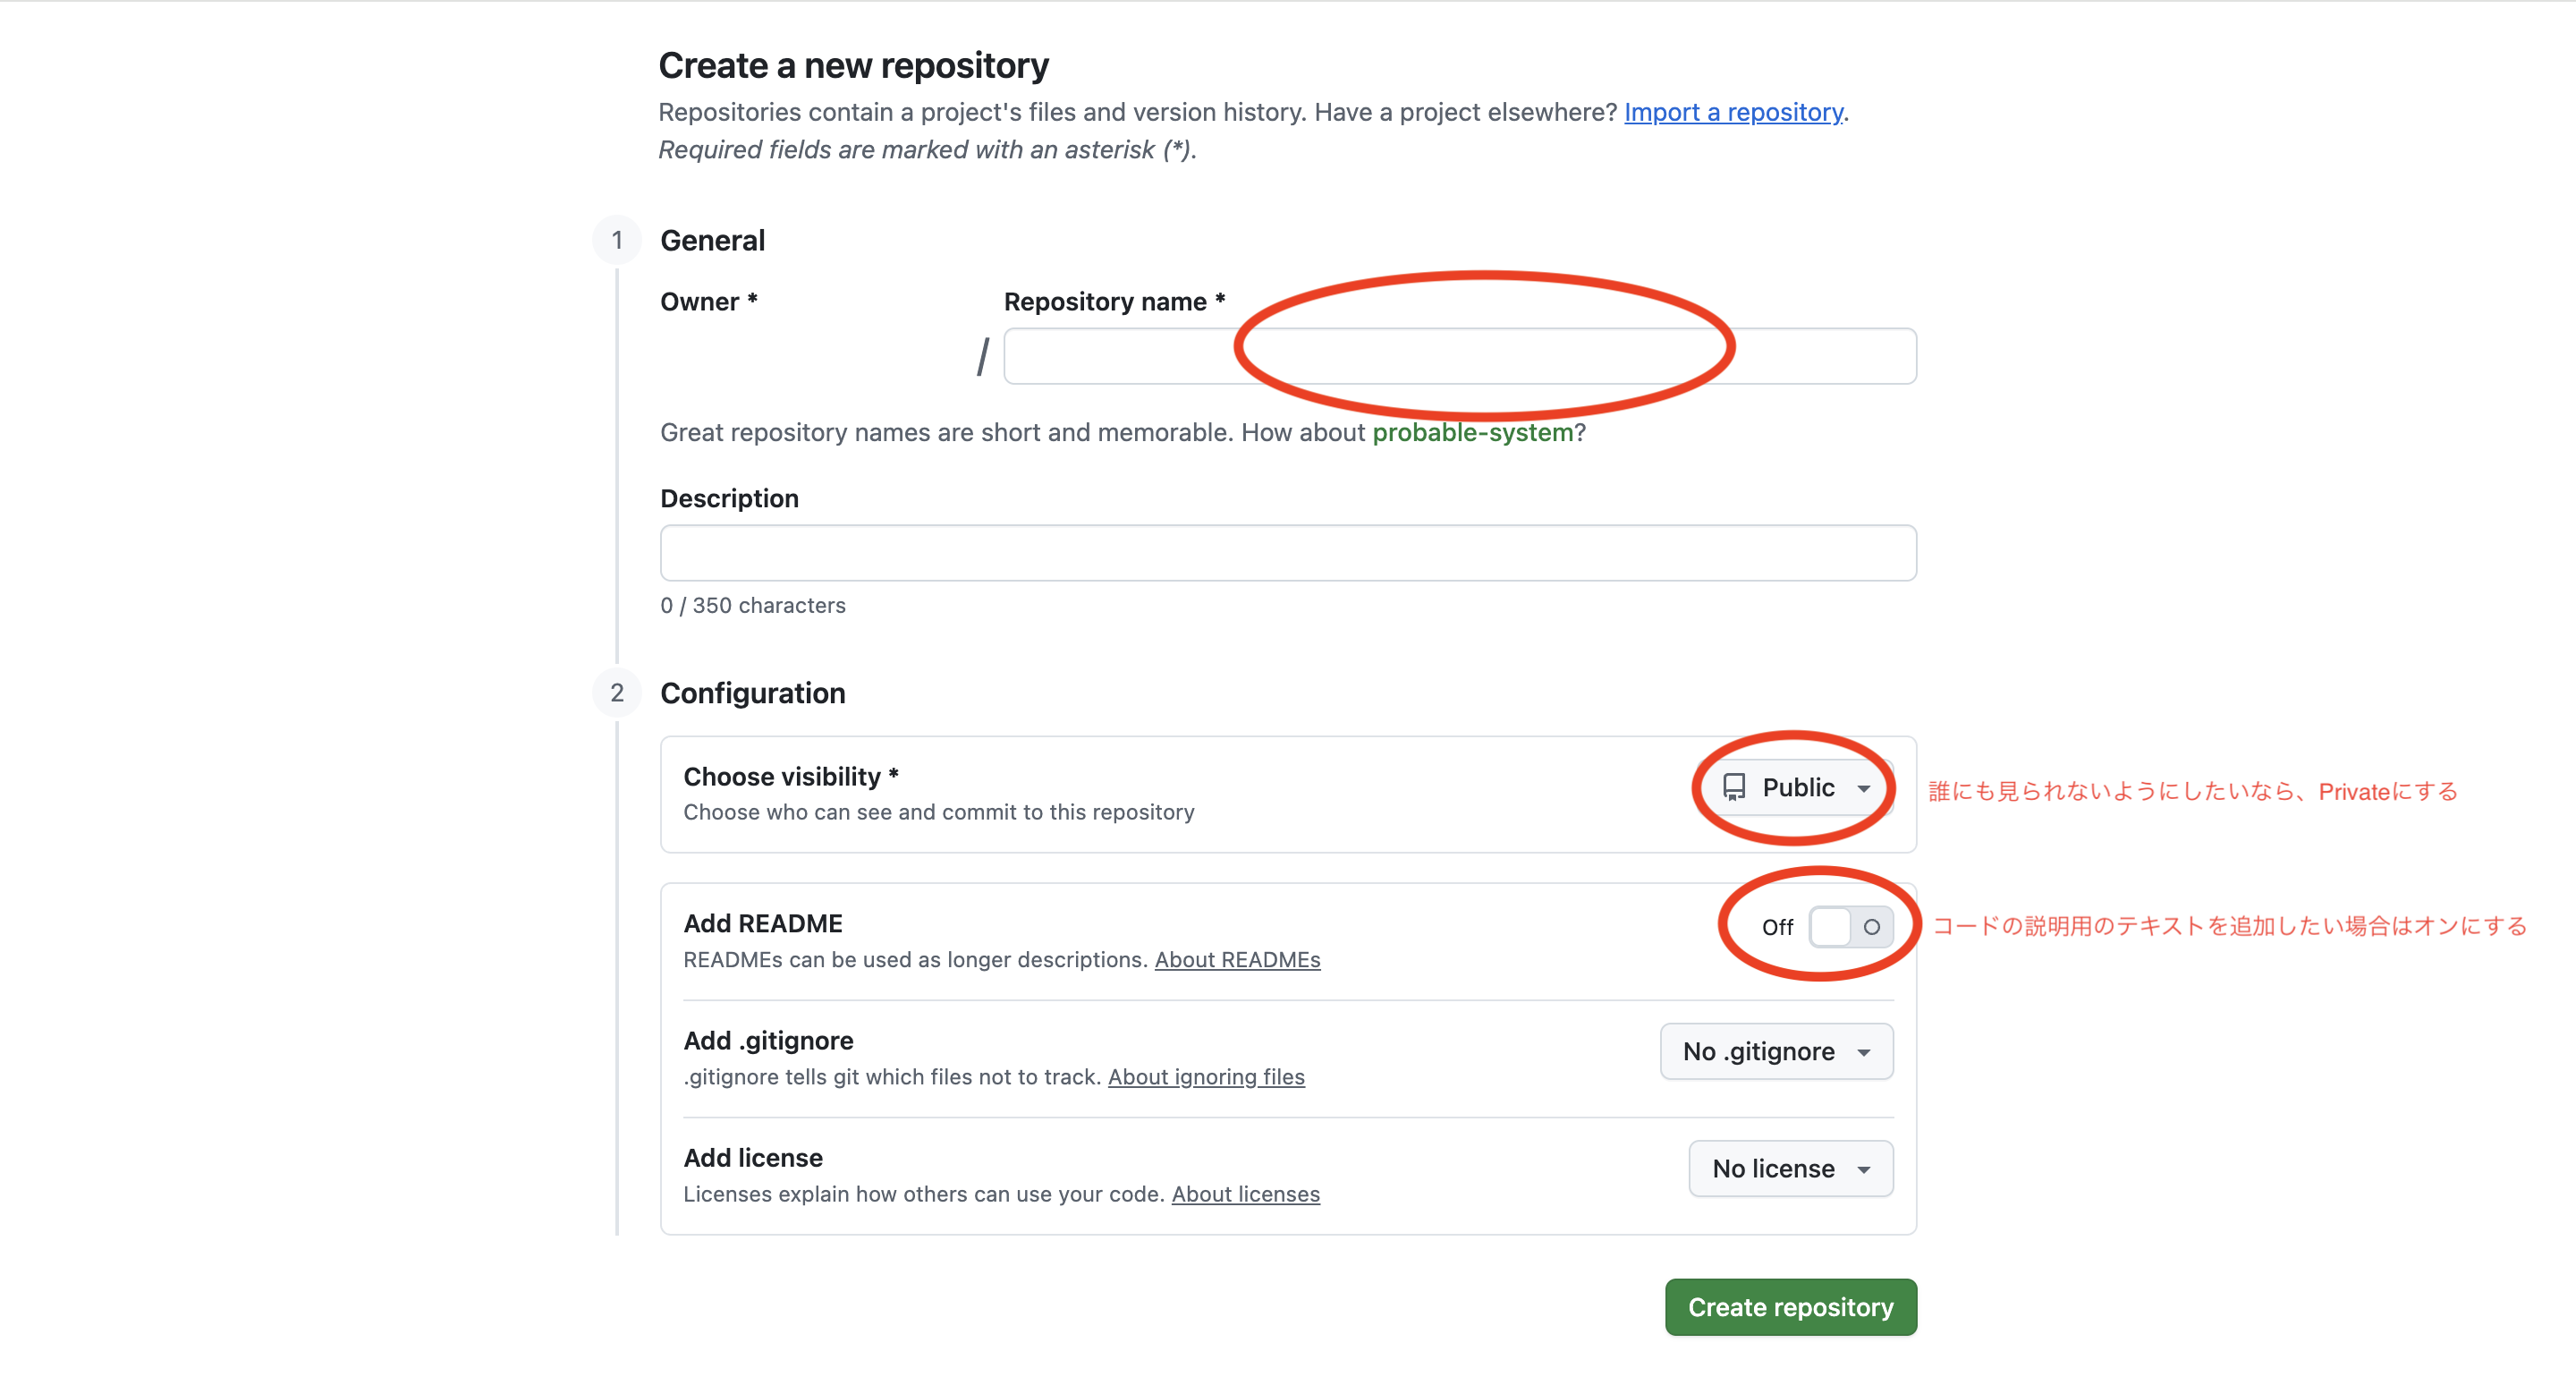 Create a new repository
Repositories contain a project's files and version history. Have a project elsewhere? Import a repository.
Required fields are marked with an asterisk (*).
1 General
Owner *
Repository name *
/
Great repository names are short and memorable. How about probable-system?
Description
0 / 350 characters
2 Configuration
Choose visibility *
Choose who can see and commit to this repository
Public
誰にも見られないようにしたいなら、Privateにする
Add README
READMEs can be used as longer descriptions. About READMEs
Off
コードの説明用のテキストを追加したい場合はオンにする
Add .gitignore
.gitignore tells git which files not to track. About ignoring files
No .gitignore
Add license
Licenses explain how others can use your code. About licenses
No license
Create repository